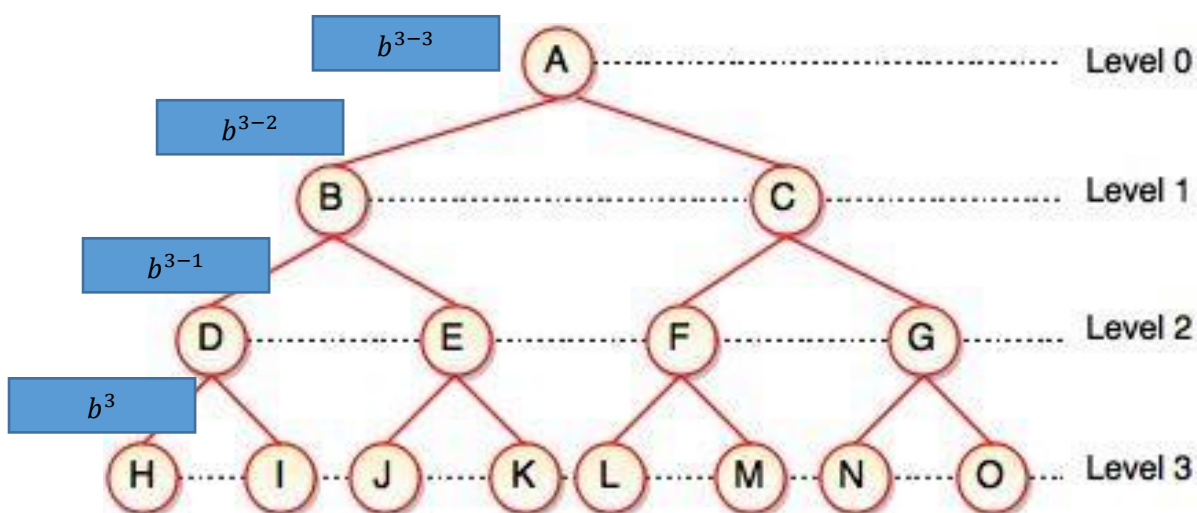 $b^{3-3}$
A
Level 0
$b^{3-2}$
B
C
Level 1
$b^{3-1}$
D
E
F
G
Level 2
$b^{3}$
H
I
J
K
L
M
N
O
Level 3